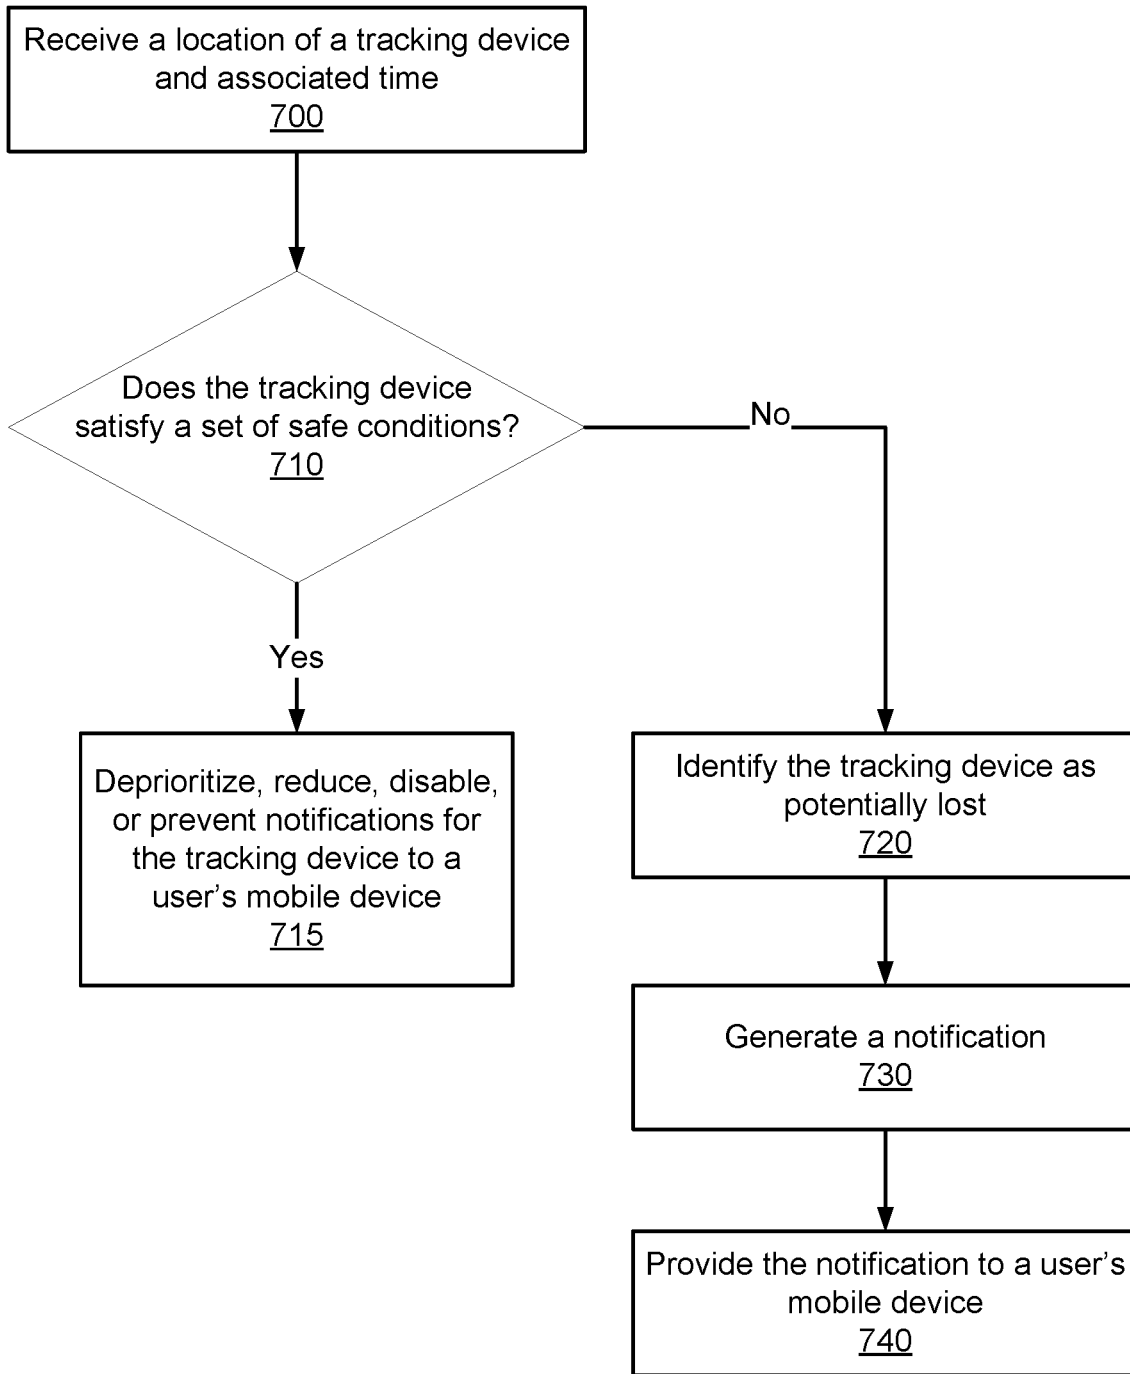 Receive a location of a tracking device
and associated time
700
Does the tracking device
satisfy a set of safe conditions?
710
No
Yes
Deprioritize, reduce, disable,
or prevent notifications for
the tracking device to a
user’s mobile device
715
Identify the tracking device as
potentially lost
720
Generate a notification
730
Provide the notification to a user’s
mobile device
740